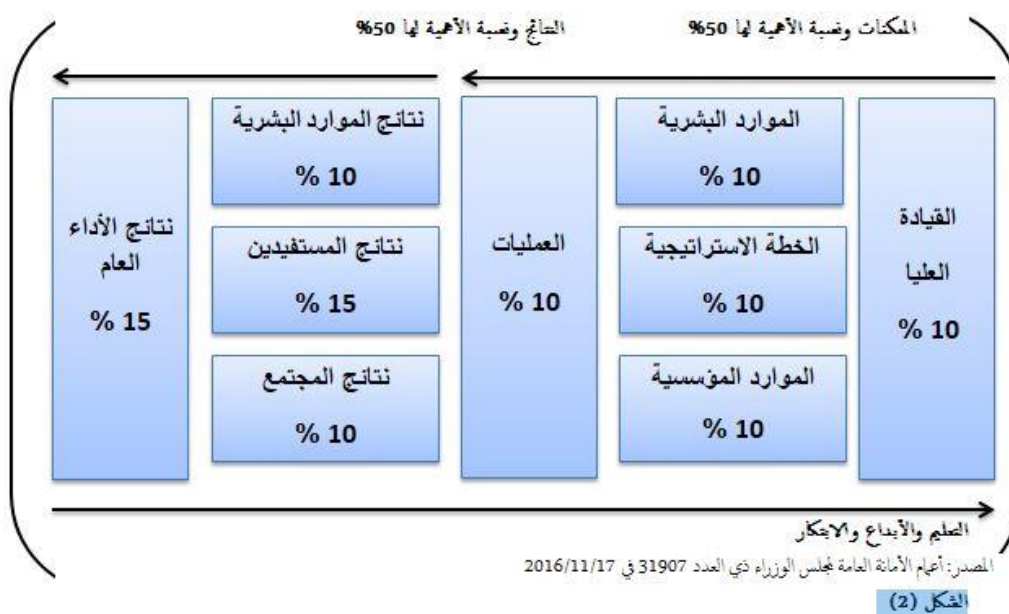 الممكنات ونسبة الأهمية لها 50%
النتائج ونسبة الأهمية لها 50%
القيادة
العليا
% 10
الموارد البشرية
% 10
الخطة الاستراتيجية
% 10
الموارد المؤسسية
% 10
العمليات
% 10
نتائج الموارد البشرية
% 10
نتائج المستفيدين
% 15
نتائج المجتمع
% 10
نتائج الأداء
العام
% 15
التعليم والأبداع والابتكار
المصدر: أعمام الأمانة العامة لمجلس الوزراء ذي العدد 31907 في 2016/11/17
الشكل (2)